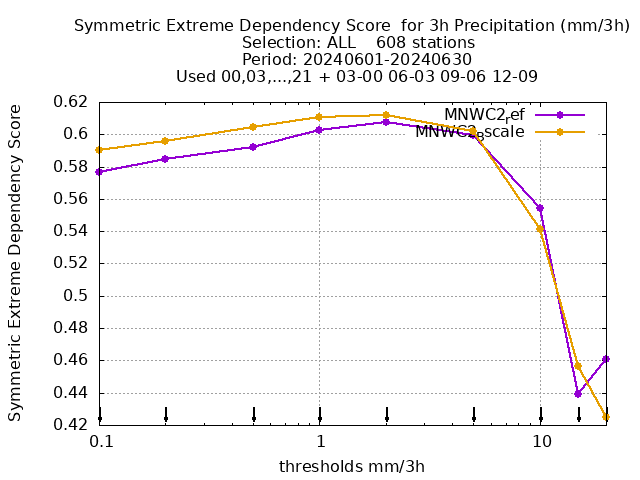 Symmetric Extreme Dependency Score for 3h Precipitation (mm/3h)
Selection: ALL 608 stations
Period: 20240601-20240630
Used 00,03,...,21 + 03-00 06-03 09-06 12-09
Symmetric Extreme Dependency Score
0.62
0.6
0.58
0.56
0.54
0.52
0.5
0.48
0.46
0.44
0.42
MNWC2ref
MNWC2_scale
0.1
1
10
thresholds mm/3h